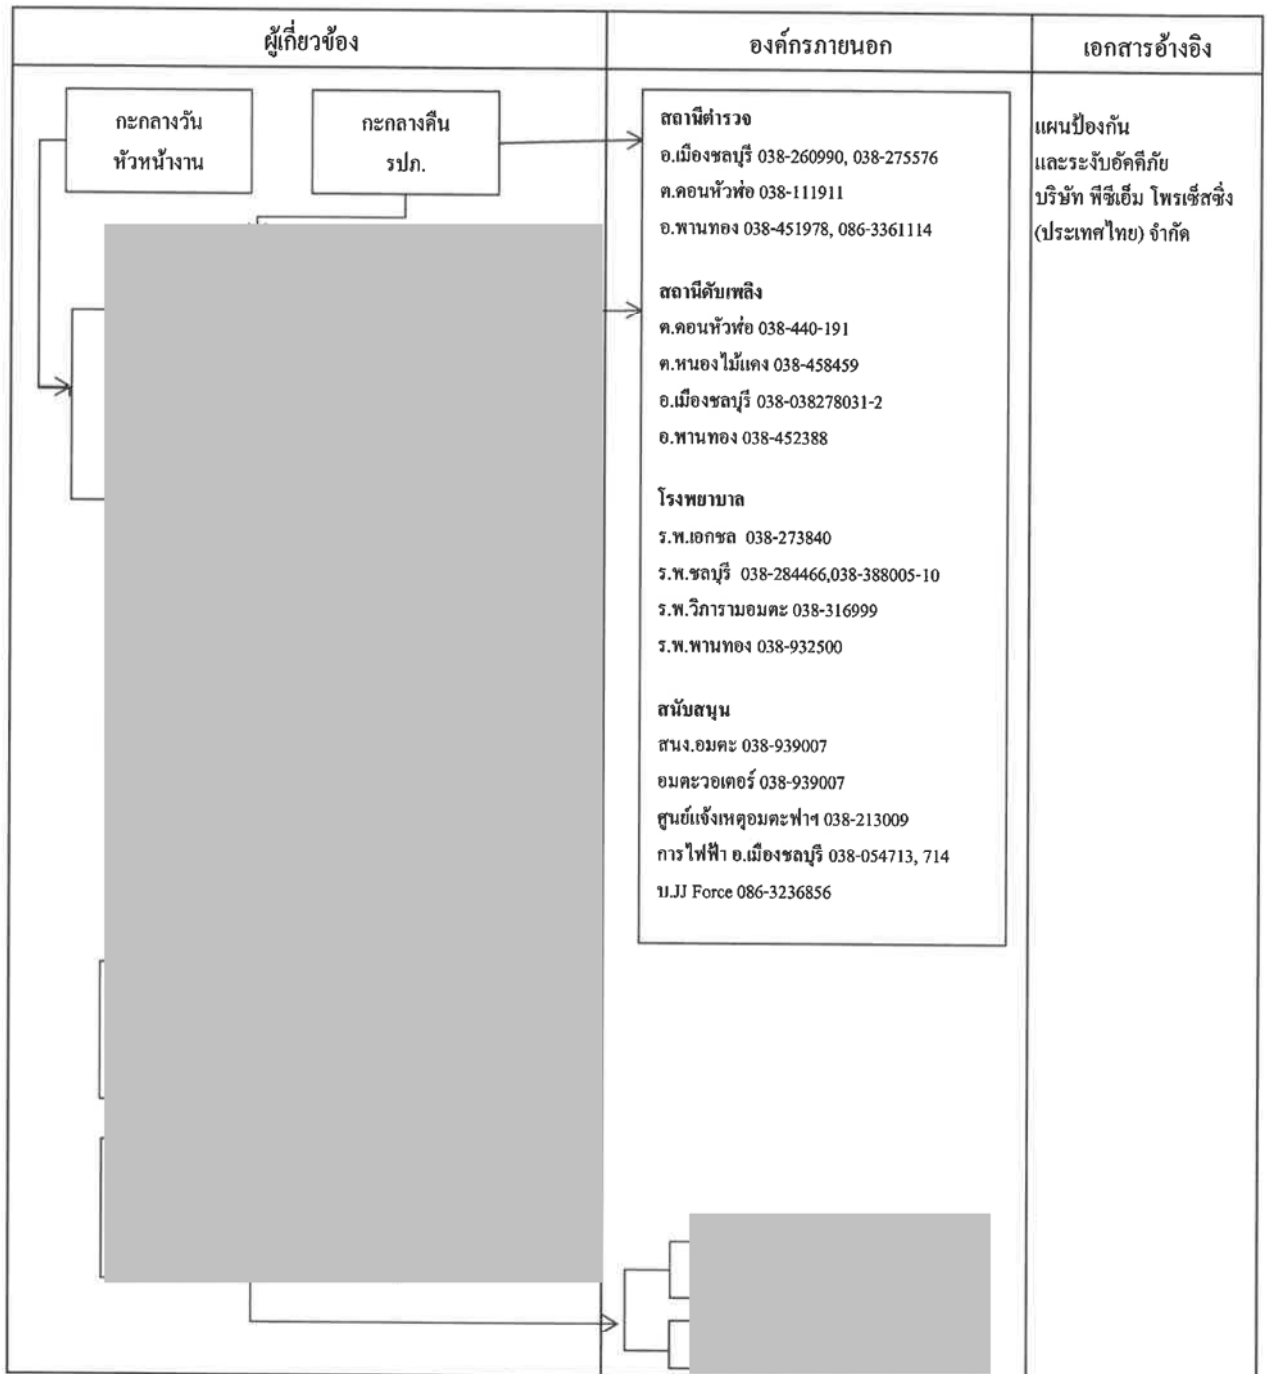 ผู้เกี่ยวข้อง
องค์กรภายนอก
เอกสารอ้างอิง
กะกลางวัน
หัวหน้างาน
กะกลางคืน
รปภ.
สถานีตำรวจ
อ.เมืองชลบุรี 038-260990, 038-275576
ต.ดอนหัวฬ่อ 038-111911
อ.พานทอง 038-451978, 086-3361114
สถานีดับเพลิง
ต.ดอนหัวฬ่อ 038-440-191
ต.หนองไม้แดง 038-458459
อ.เมืองชลบุรี 038-038278031-2
อ.พานทอง 038-452388
โรงพยาบาล
ร.พ.เอกชล 038-273840
ร.พ.ชลบุรี 038-284466,038-388005-10
ร.พ.วิภารามอมตะ 038-316999
ร.พ.พานทอง 038-932500
สนับสนุน
สนง.อมตะ 038-939007
อมตะวอเตอร์ 038-939007
ศูนย์แจ้งเหตุอมตะฟาฯ 038-213009
การไฟฟ้า อ.เมืองชลบุรี 038-054713, 714
บ.JJ Force 086-3236856
แผนป้องกัน
และระงับอัคคีภัย
บริษัท พีซีเอ็ม โพรเซ็สซิ่ง
(ประเทศไทย) จำกัด